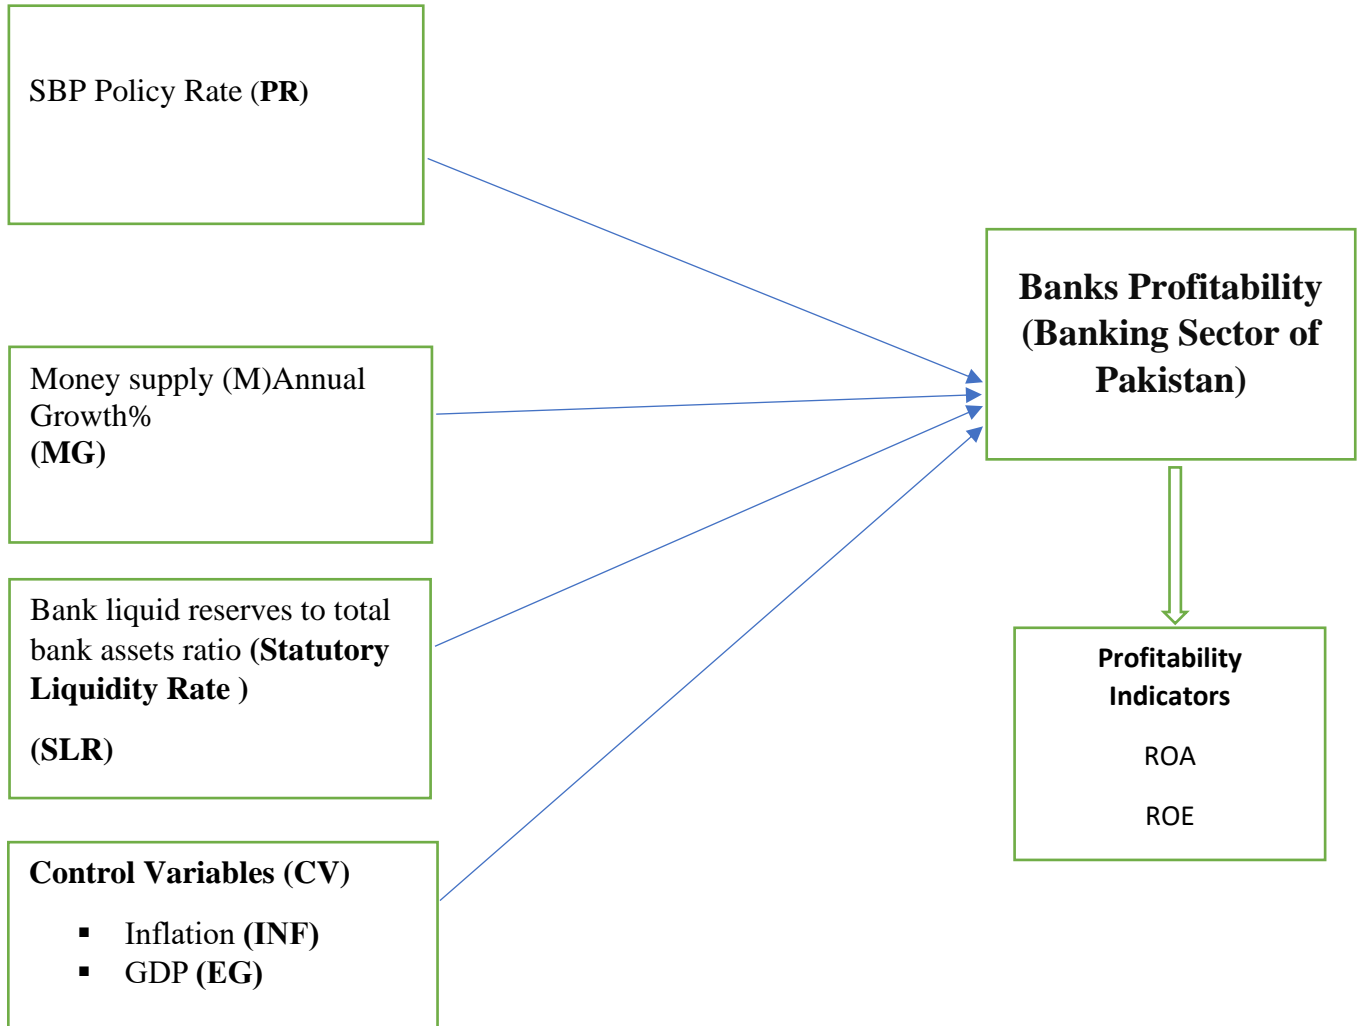 SBP Policy Rate (PR)
Money supply (M)Annual
Growth%
(MG)
Bank liquid reserves to total
bank assets ratio (Statutory
Liquidity Rate )
(SLR)
Control Variables (CV)
▪ Inflation (INF)
▪ GDP (EG)
Banks Profitability
(Banking Sector of
Pakistan)
Profitability
Indicators
ROA
ROE